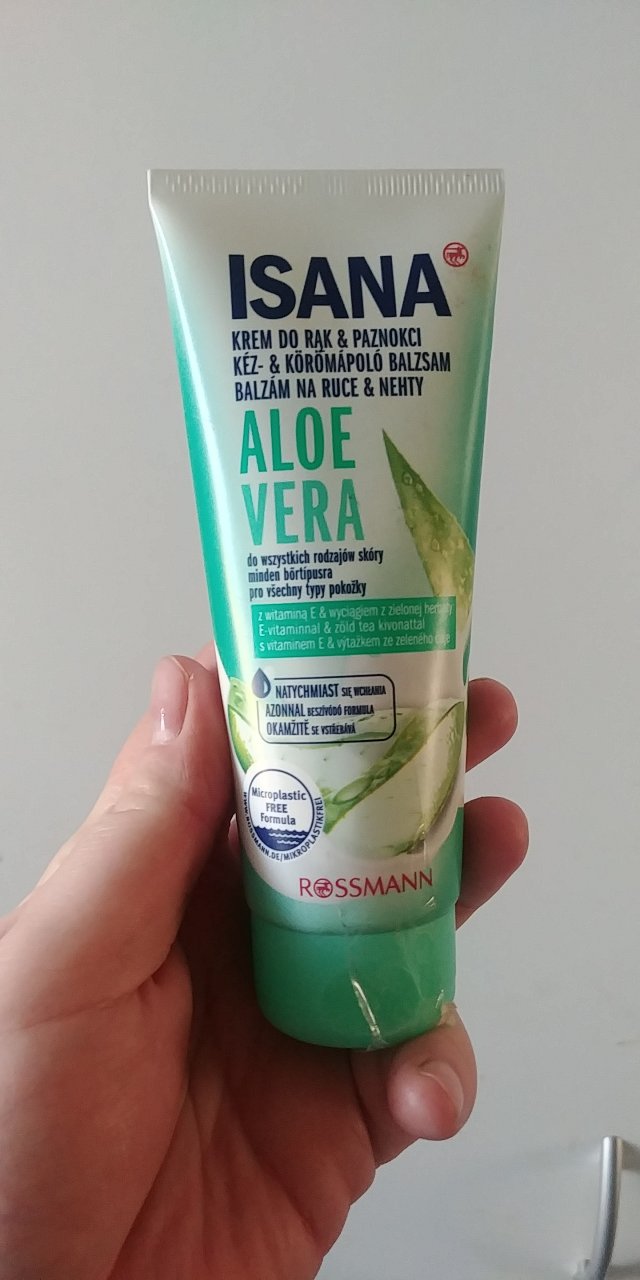 ISANA
KREM DO RĄK & PAZNOKCI
KÉZ- & KÖRÖMÁPOLÓ BALZSAM
BALZÁM NA RUCE & NEHTY
ALOE
VERA
do wszystkich rodzajów skóry
minden bőrtípusra
pro všechny typy pokožky
z witaminą E & wyciągiem z zielonej herbaty
E-vitaminnal & zöld tea kivonattal
s vitaminem E & výtažkem ze zeleného čaje
NATYCHMIAST SIĘ WCHŁANIA
AZONNAL BESZÍVÓDÓ FORMULA
OKAMŽITĚ SE VSTŘEBÁVÁ
Microplastic
FREE
Formula
WWW.ROSSMANN.DE/MIKROPLASTIKFREI
ROSSMANN